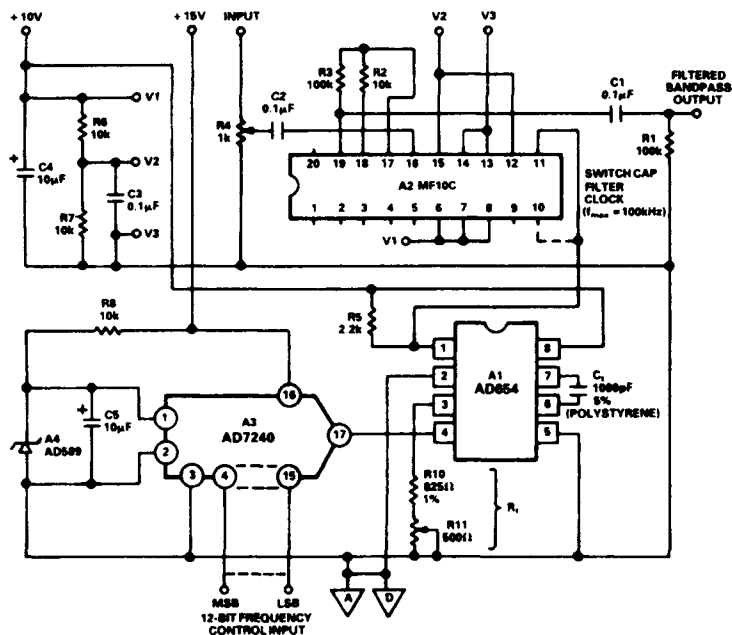 + 10V
+ 15V
INPUT
V2
V3
V1
R6
10k
V2
C3
0.1µF
V3
R7
10k
+
C4
10µF
C2
0.1µF
R4
1k
R3
100k
R2
10k
C1
0.1µF
FILTERED
BANDPASS
OUTPUT
R1
100k
20 19 18 17 16 15 14 13 12 11
A2 MF10C
1 2 3 4 5 6 7 8 9 10
V1
SWITCH CAP
FILTER
CLOCK
(fmax = 100kHz)
R8
10k
R5
2.2k
A4
AD589
+
C5
10µF
1
2
3
4
15
16
17
A3
AD7240
A1
AD654
1
2
3
4
8
7
6
5
Ct
1000pF
5%
(POLYSTYRENE)
R10
825Ω
1%
R11
500Ω
Rt
A
D
MSB
LSB
12-BIT FREQUENCY
CONTROL INPUT